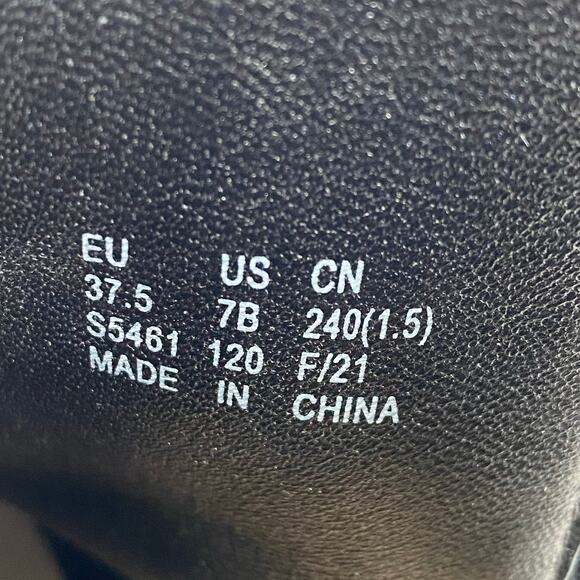 EU US CN
37.5 7B 240(1.5)
S5461 120 F/21
MADE IN CHINA